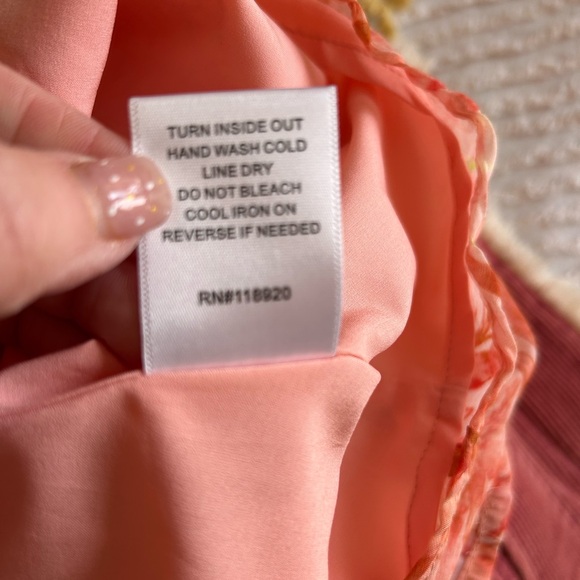 TURN INSIDE OUT
HAND WASH COLD
LINE DRY
DO NOT BLEACH
COOL IRON ON
REVERSE IF NEEDED
RN#118920